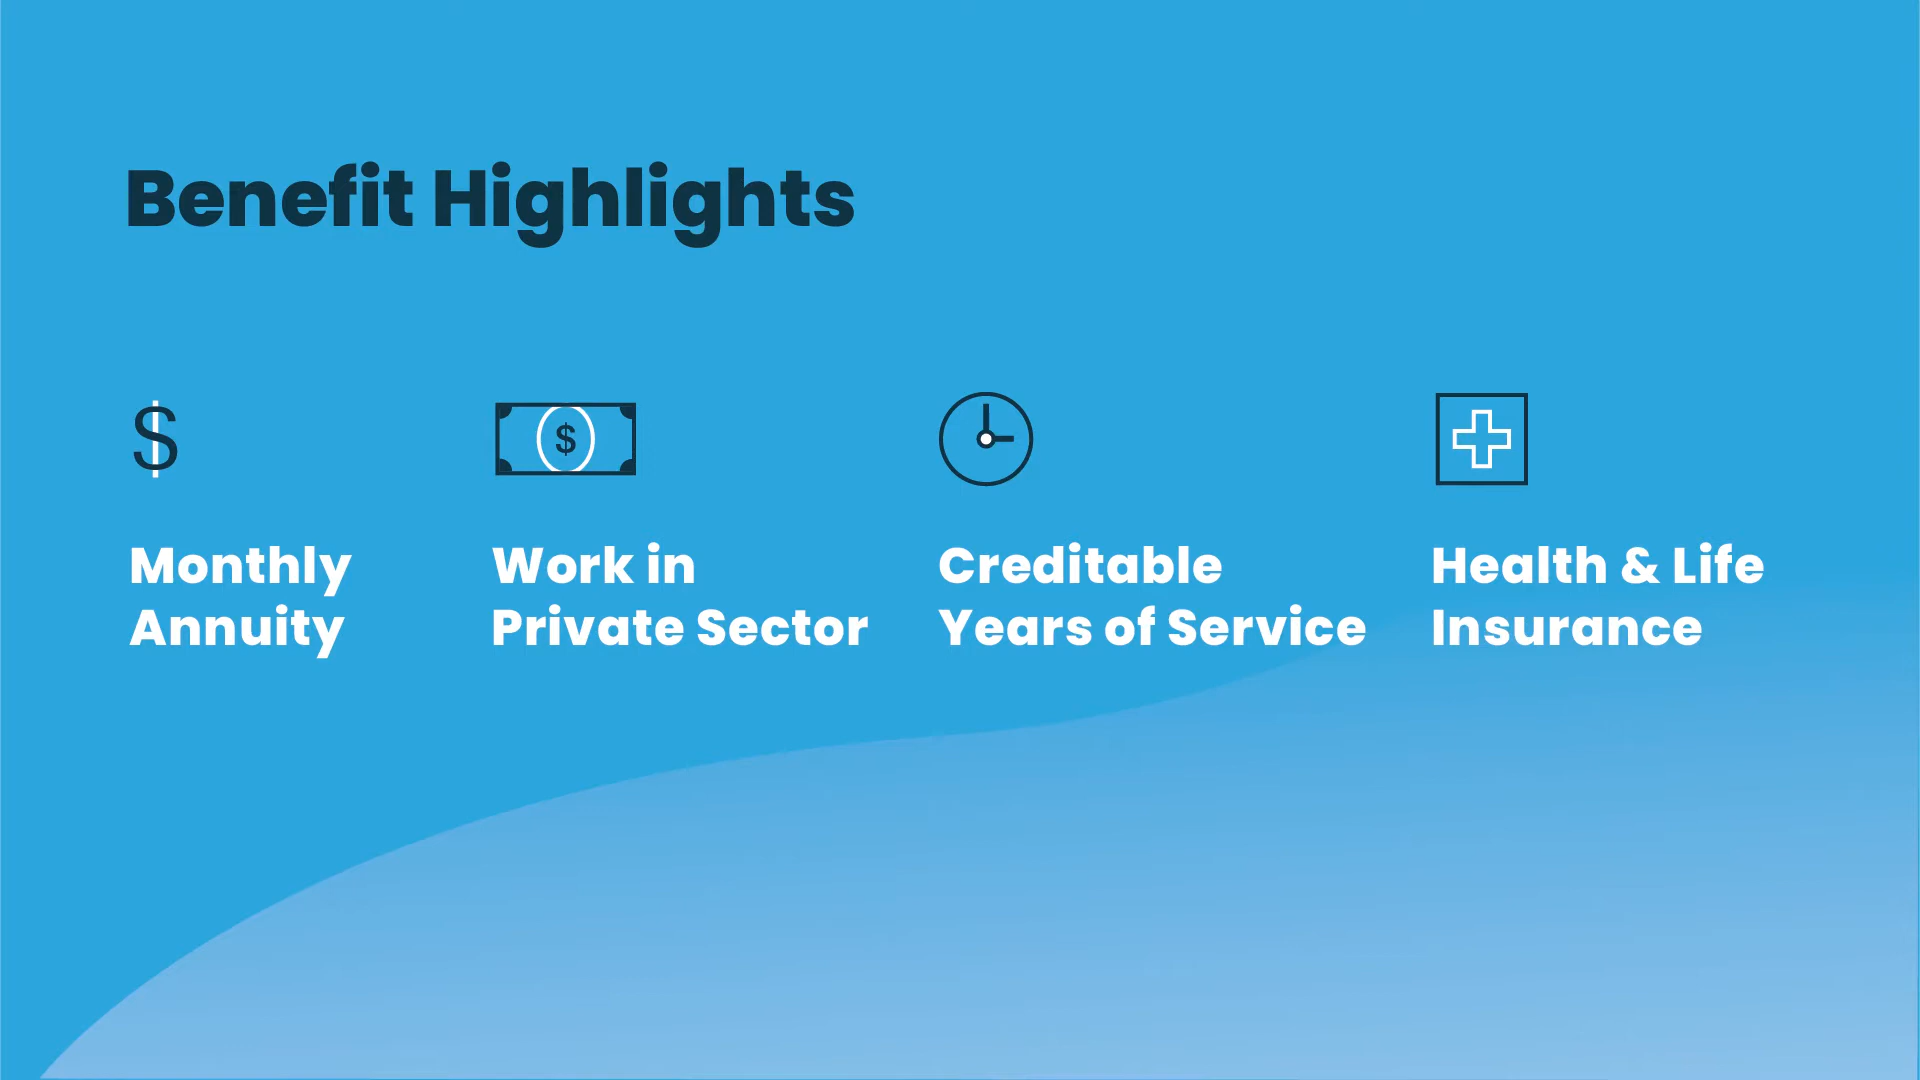 Benefit Highlights
$
$
Monthly
Annuity
Work in
Private Sector
Creditable
Years of Service
Health & Life
Insurance